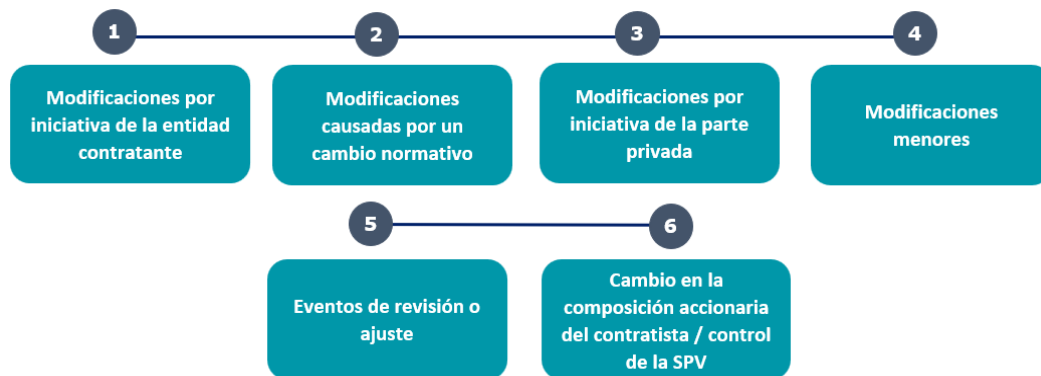 1
Modificaciones por
iniciativa de la entidad
contratante
2
Modificaciones
causadas por un
cambio normativo
3
Modificaciones por
iniciativa de la parte
privada
4
Modificaciones
menores
5
Eventos de revisión o
ajuste
6
Cambio en la
composición accionaria
del contratista / control
de la SPV